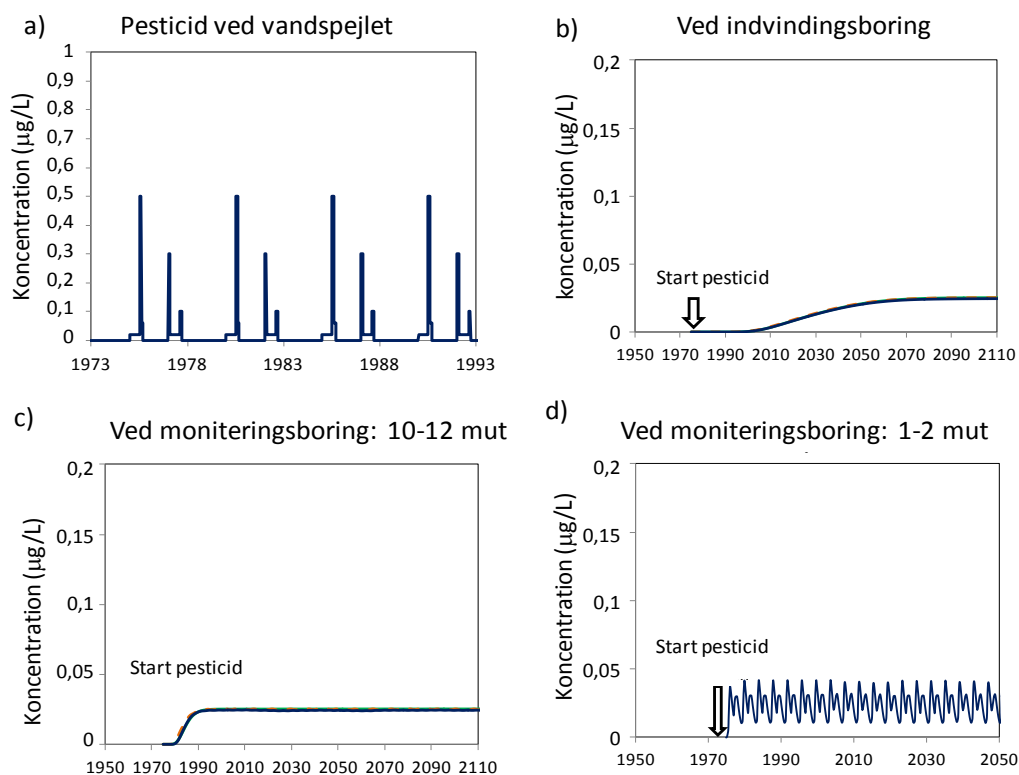 a) Pesticid ved vandspejlet
Koncentration (µg/L)
1
0,9
0,8
0,7
0,6
0,5
0,4
0,3
0,2
0,1
0
1973 1978 1983 1988 1993
b) Ved indvindingsboring
koncentration (µg/L)
0,2
0,15
0,1
0,05
0
Start pesticid
1950 1970 1990 2010 2030 2050 2070 2090 2110
c) Ved moniteringsboring: 10-12 mut
Koncentration (µg/L)
0,2
0,15
0,1
0,05
0
Start pesticid
1950 1970 1990 2010 2030 2050 2070 2090 2110
d) Ved moniteringsboring: 1-2 mut
Koncentration (µg/L)
0,2
0,15
0,1
0,05
0
Start pesticid
1950 1970 1990 2010 2030 2050